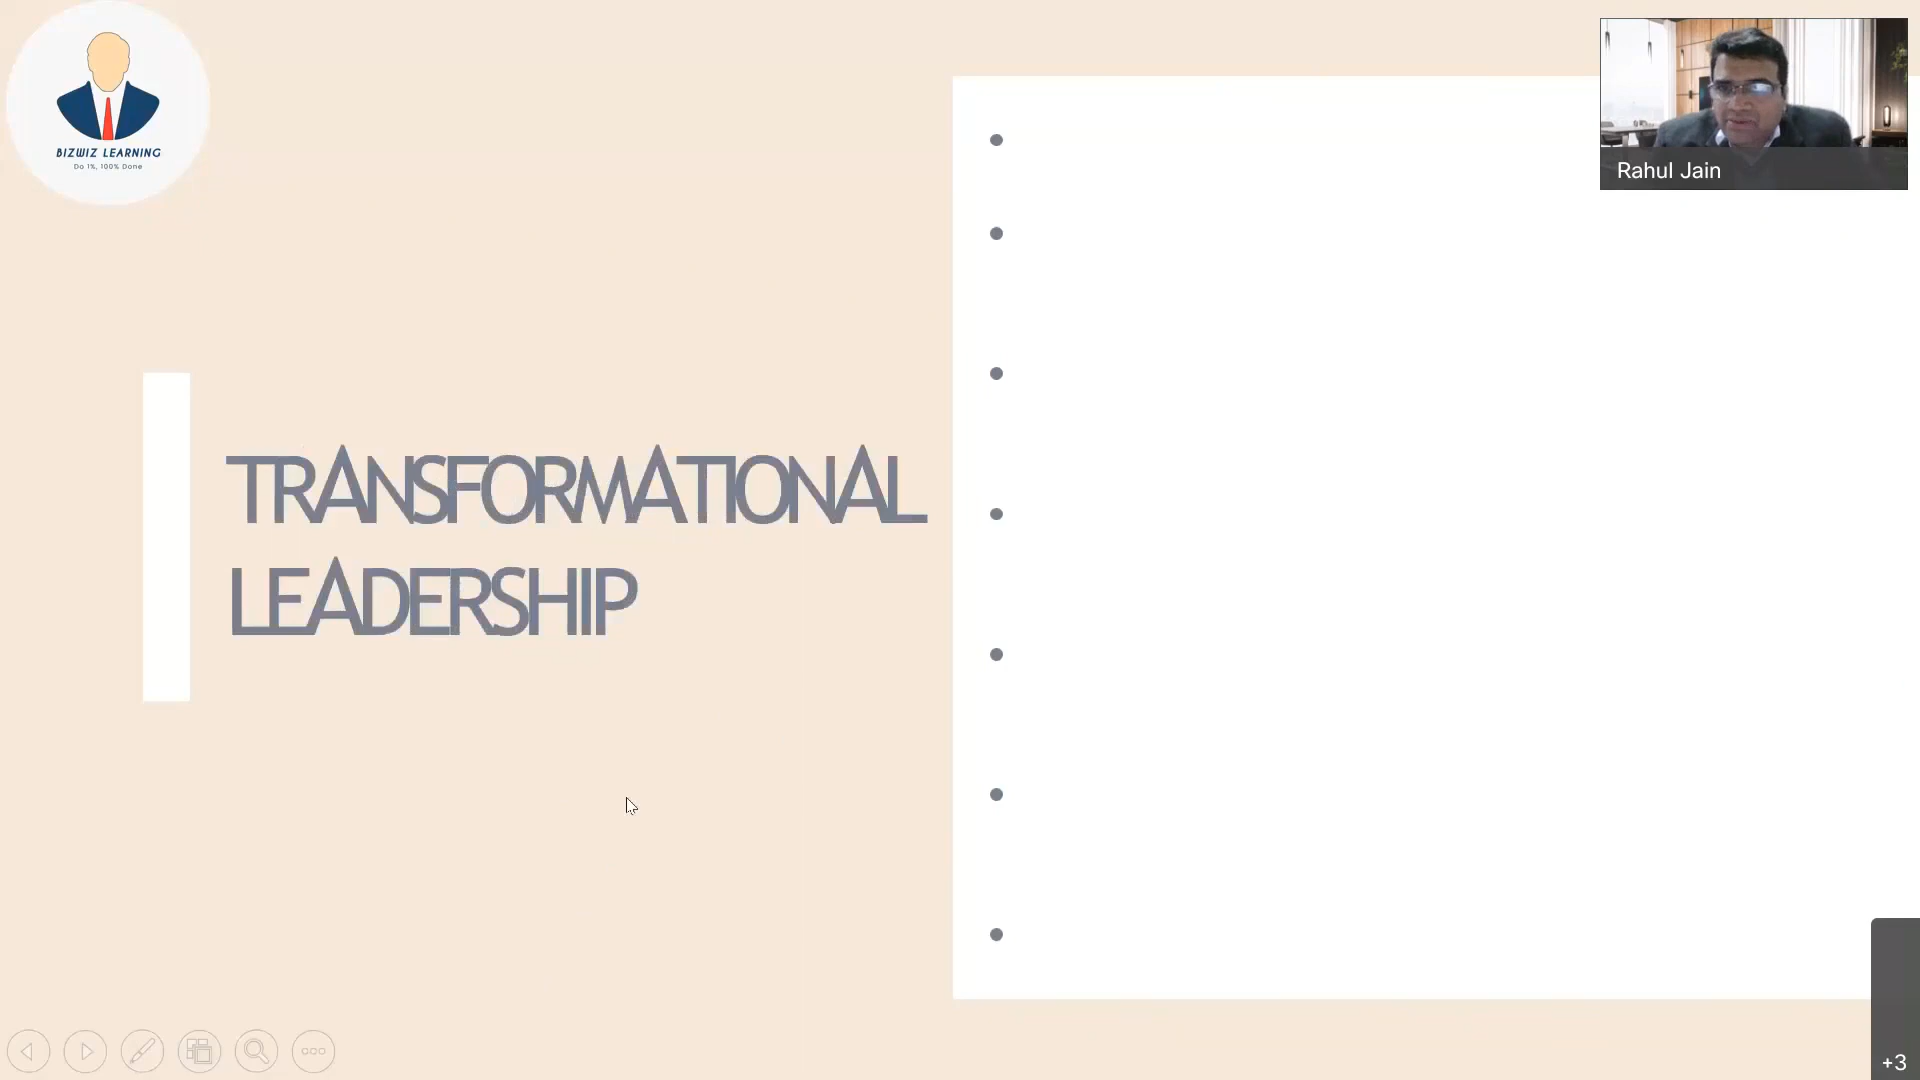 BIZWIZ LEARNING
Do 1%, 100% Done
Rahul Jain
TRANSFORMATIONAL
LEADERSHIP
+3